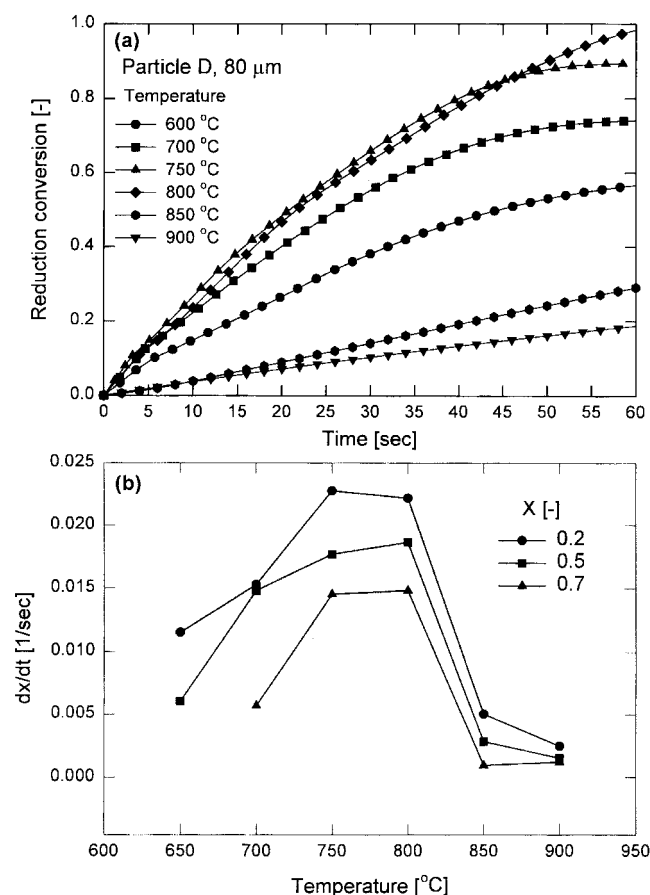 (a)
Particle D, 80 μm
Temperature
600 °C
700 °C
750 °C
800 °C
850 °C
900 °C
Reduction conversion [-]
1.0
0.8
0.6
0.4
0.2
0.0
0 5 10 15 20 25 30 35 40 45 50 55 60
Time [sec]
(b)
X [-]
0.2
0.5
0.7
dx/dt [1/sec]
0.025
0.020
0.015
0.010
0.005
0.000
600 650 700 750 800 850 900 950
Temperature [°C]